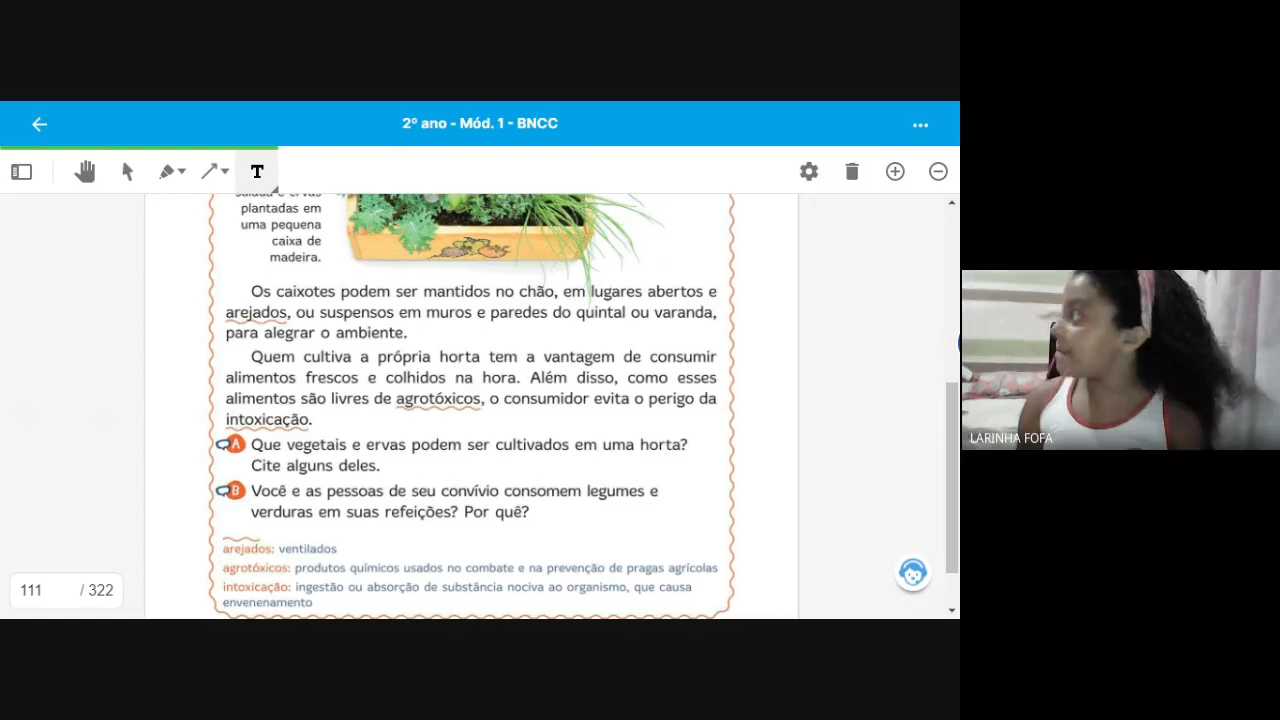 2º ano - Mód. 1 - BNCC
T
salada e ervas
plantadas em
uma pequena
caixa de
madeira.
Os caixotes podem ser mantidos no chão, em lugares abertos e
arejados, ou suspensos em muros e paredes do quintal ou varanda,
para alegrar o ambiente.
Quem cultiva a própria horta tem a vantagem de consumir
alimentos frescos e colhidos na hora. Além disso, como esses
alimentos são livres de agrotóxicos, o consumidor evita o perigo da
intoxicação.
A Que vegetais e ervas podem ser cultivados em uma horta?
Cite alguns deles.
B Você e as pessoas de seu convívio consomem legumes e
verduras em suas refeições? Por quê?
arejados: ventilados
agrotóxicos: produtos químicos usados no combate e na prevenção de pragas agrícolas
intoxicação: ingestão ou absorção de substância nociva ao organismo, que causa
envenenamento
111 / 322
LARINHA FOFA